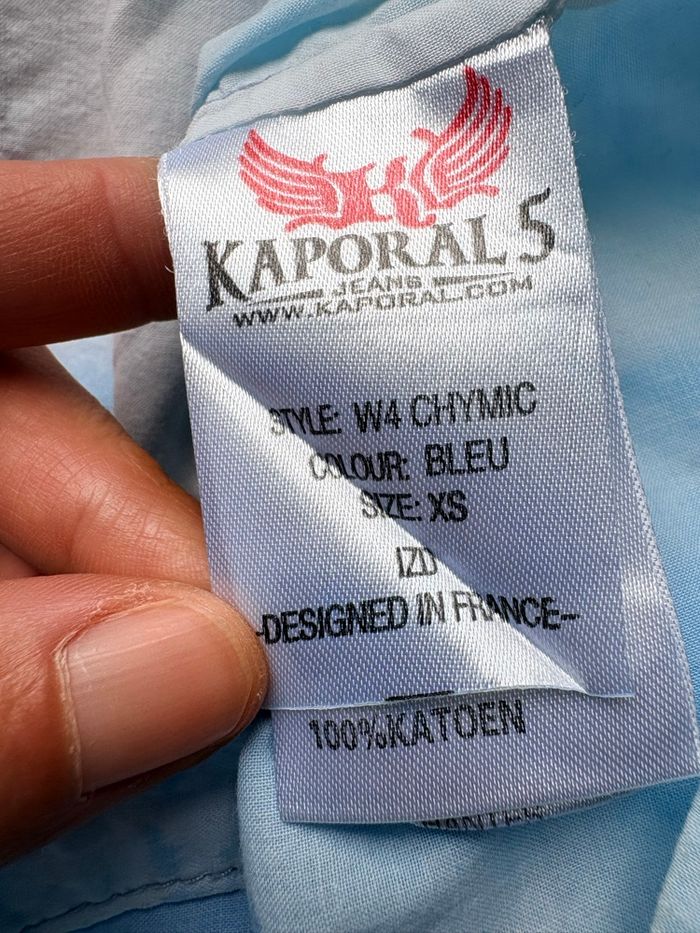 KAPORAL 5
JEANS
WWW.KAPORAL.COM
STYLE: W4 CHYMIC
COLOUR: BLEU
SIZE: XS
IZD
-DESIGNED IN FRANCE--
100%KATOEN